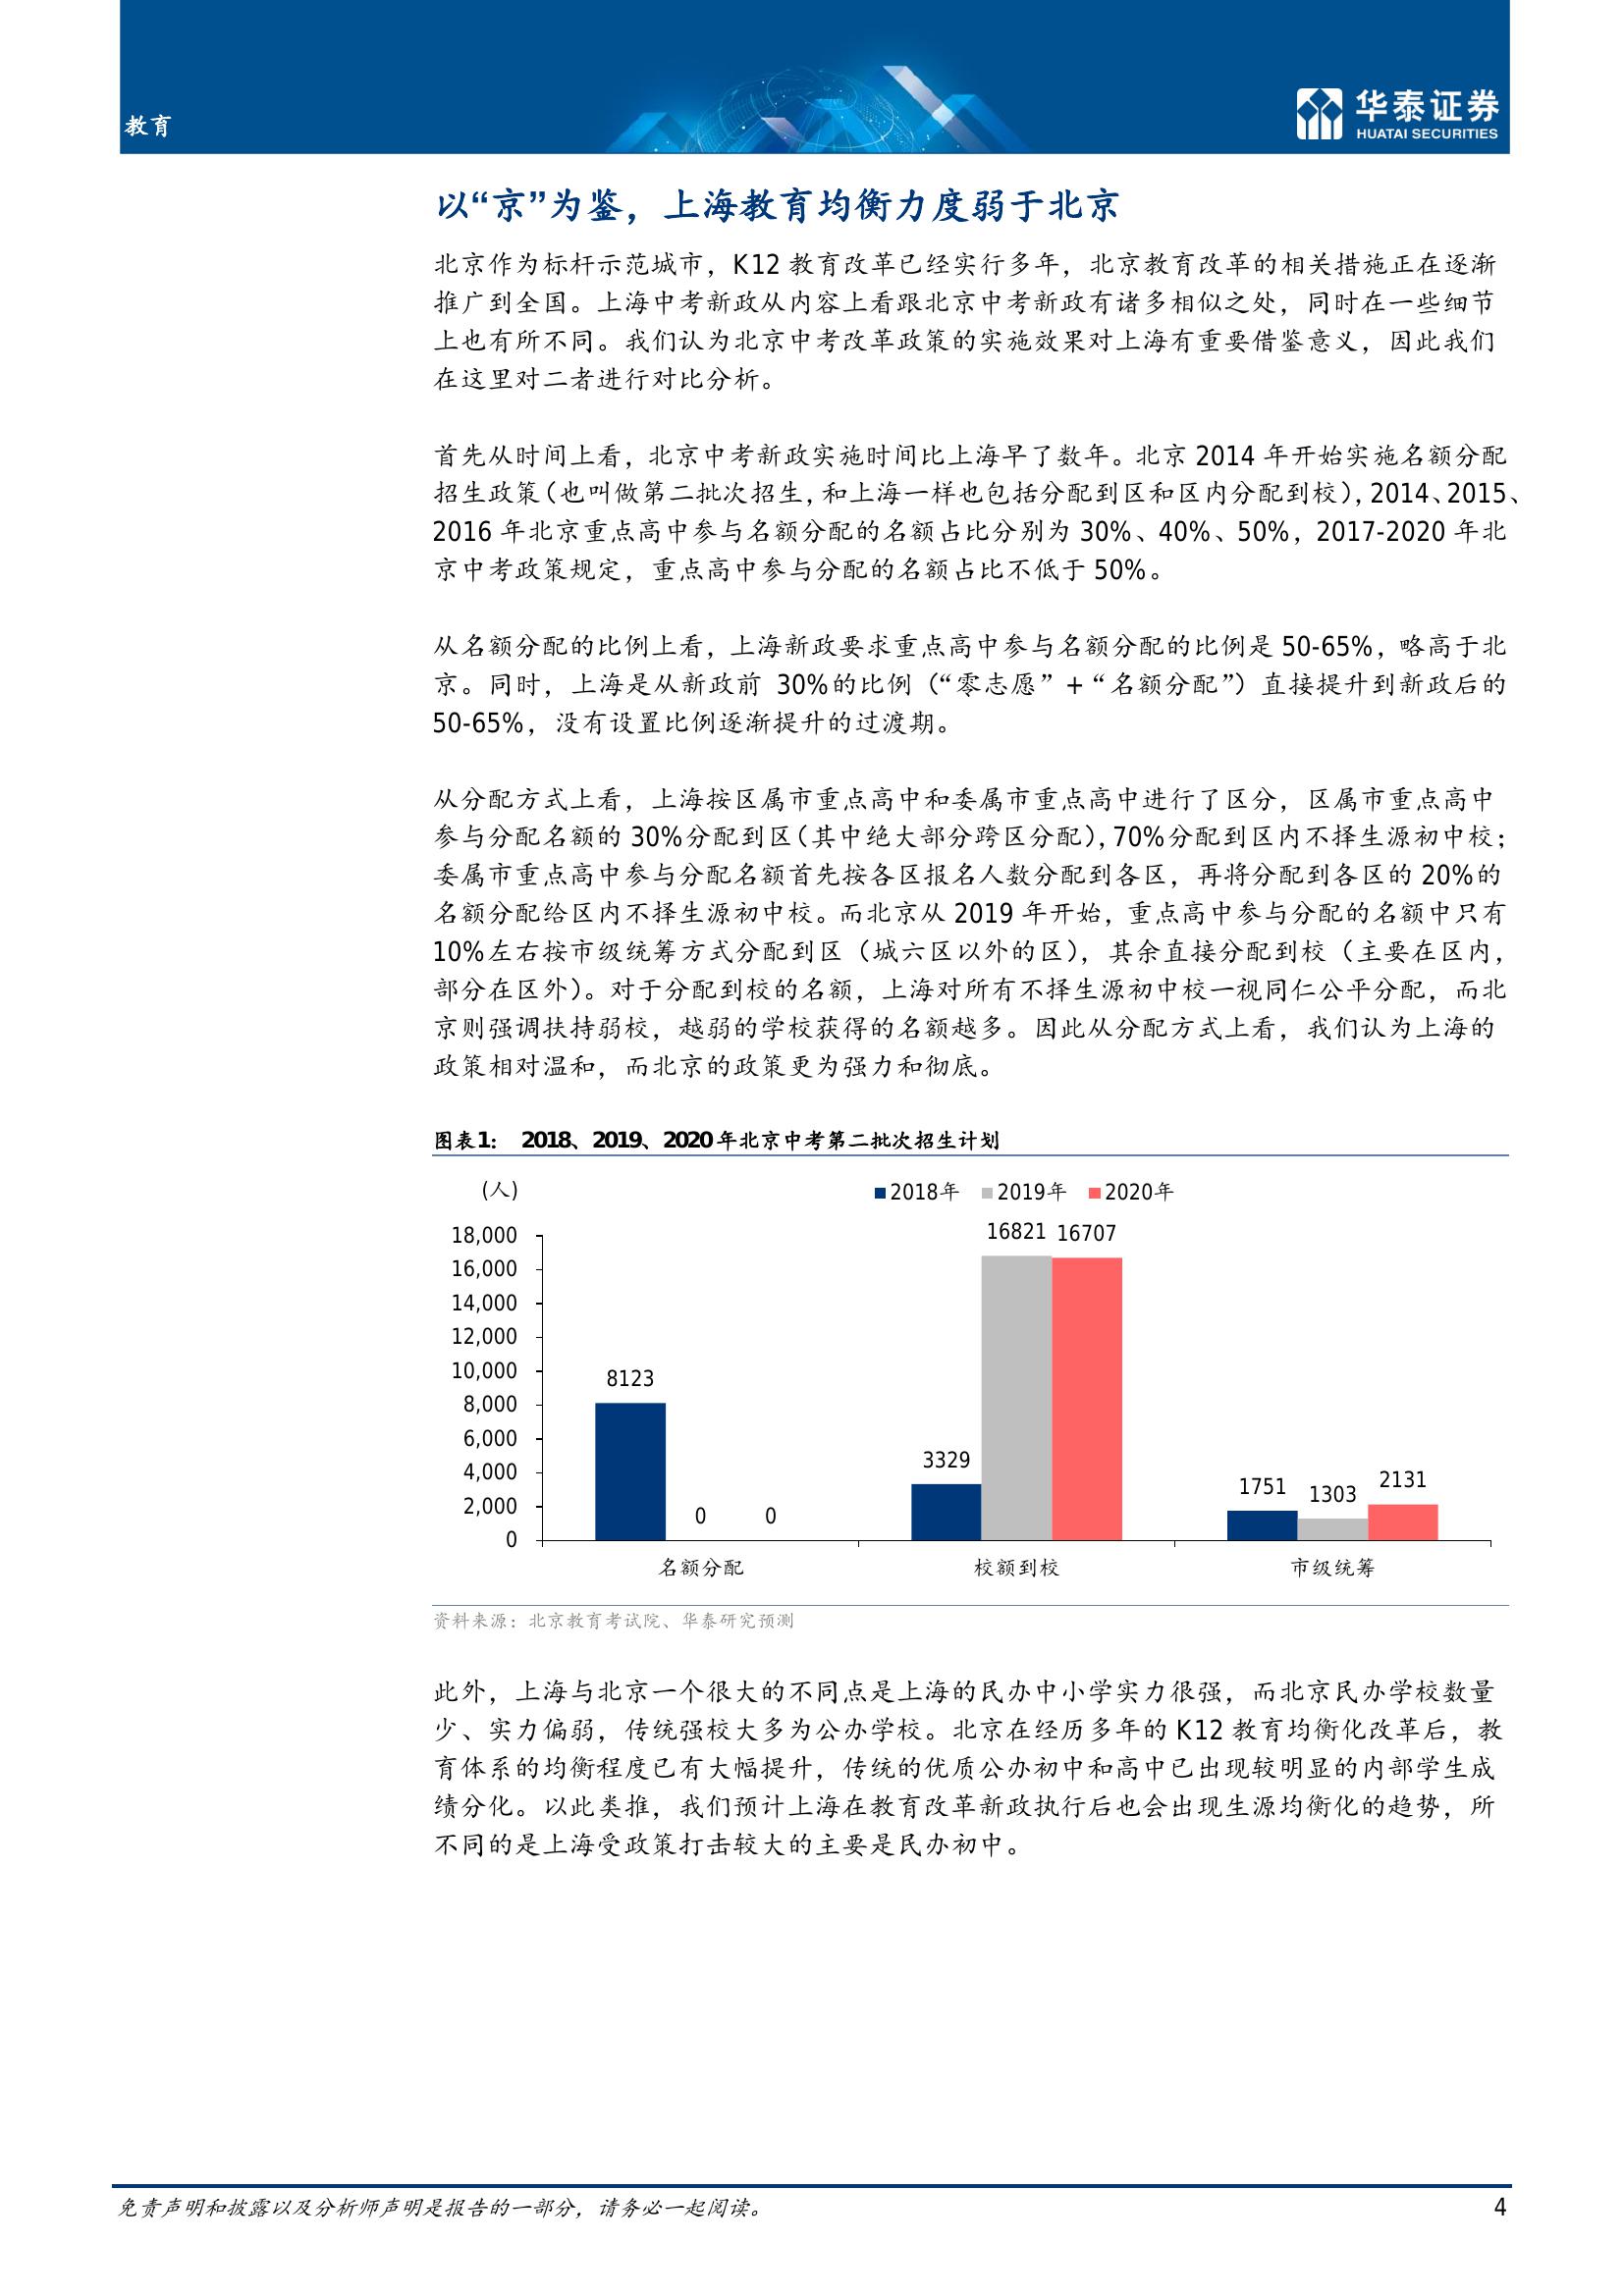 教育
华泰证券
HUATAI SECURITIES
以“京”为鉴，上海教育均衡力度弱于北京
北京作为标杆示范城市，K12 教育改革已经实行多年，北京教育改革的相关措施正在逐渐
推广到全国。上海中考新政从内容上看跟北京中考新政有诸多相似之处，同时在一些细节
上也有所不同。我们认为北京中考改革政策的实施效果对上海有重要借鉴意义，因此我们
在这里对二者进行对比分析。
首先从时间上看，北京中考新政实施时间比上海早了数年。北京 2014 年开始实施名额分配
招生政策（也叫做第二批次招生，和上海一样也包括分配到区和区内分配到校），2014、2015、
2016 年北京重点高中参与名额分配的名额占比分别为 30%、40%、50%，2017-2020 年北
京中考政策规定，重点高中参与分配的名额占比不低于 50%。
从名额分配的比例上看，上海新政要求重点高中参与名额分配的比例是 50-65%，略高于北
京。同时，上海是从新政前 30%的比例（“零志愿”+“名额分配”）直接提升到新政后的
50-65%，没有设置比例逐渐提升的过渡期。
从分配方式上看，上海按区属市重点高中和委属市重点高中进行了区分，区属市重点高中
参与分配名额的 30%分配到区（其中绝大部分跨区分配），70%分配到区内不择生源初中校；
委属市重点高中参与分配名额首先按各区报名人数分配到各区，再将分配到各区的 20%的
名额分配给区内不择生源初中校。而北京从 2019 年开始，重点高中参与分配的名额中只有
10%左右按市级统筹方式分配到区（城六区以外的区），其余直接分配到校（主要在区内，
部分在区外）。对于分配到校的名额，上海对所有不择生源初中校一视同仁公平分配，而北
京则强调扶持弱校，越弱的学校获得的名额越多。因此从分配方式上看，我们认为上海的
政策相对温和，而北京的政策更为强力和彻底。
图表1： 2018、2019、2020年北京中考第二批次招生计划
(人)
2018年 2019年 2020年
18,000
16,000
14,000
12,000
10,000
8,000
6,000
4,000
2,000
0
8123 0 0
3329 16821 16707
1751 1303 2131
名额分配 校额到校 市级统筹
资料来源：北京教育考试院、华泰研究预测
此外，上海与北京一个很大的不同点是上海的民办中小学实力很强，而北京民办学校数量
少、实力偏弱，传统强校大多为公办学校。北京在经历多年的 K12 教育均衡化改革后，教
育体系的均衡程度已有大幅提升，传统的优质公办初中和高中已出现较明显的内部学生成
绩分化。以此类推，我们预计上海在教育改革新政执行后也会出现生源均衡化的趋势，所
不同的是上海受政策打击较大的主要是民办初中。
免责声明和披露以及分析师声明是报告的一部分，请务必一起阅读。
4